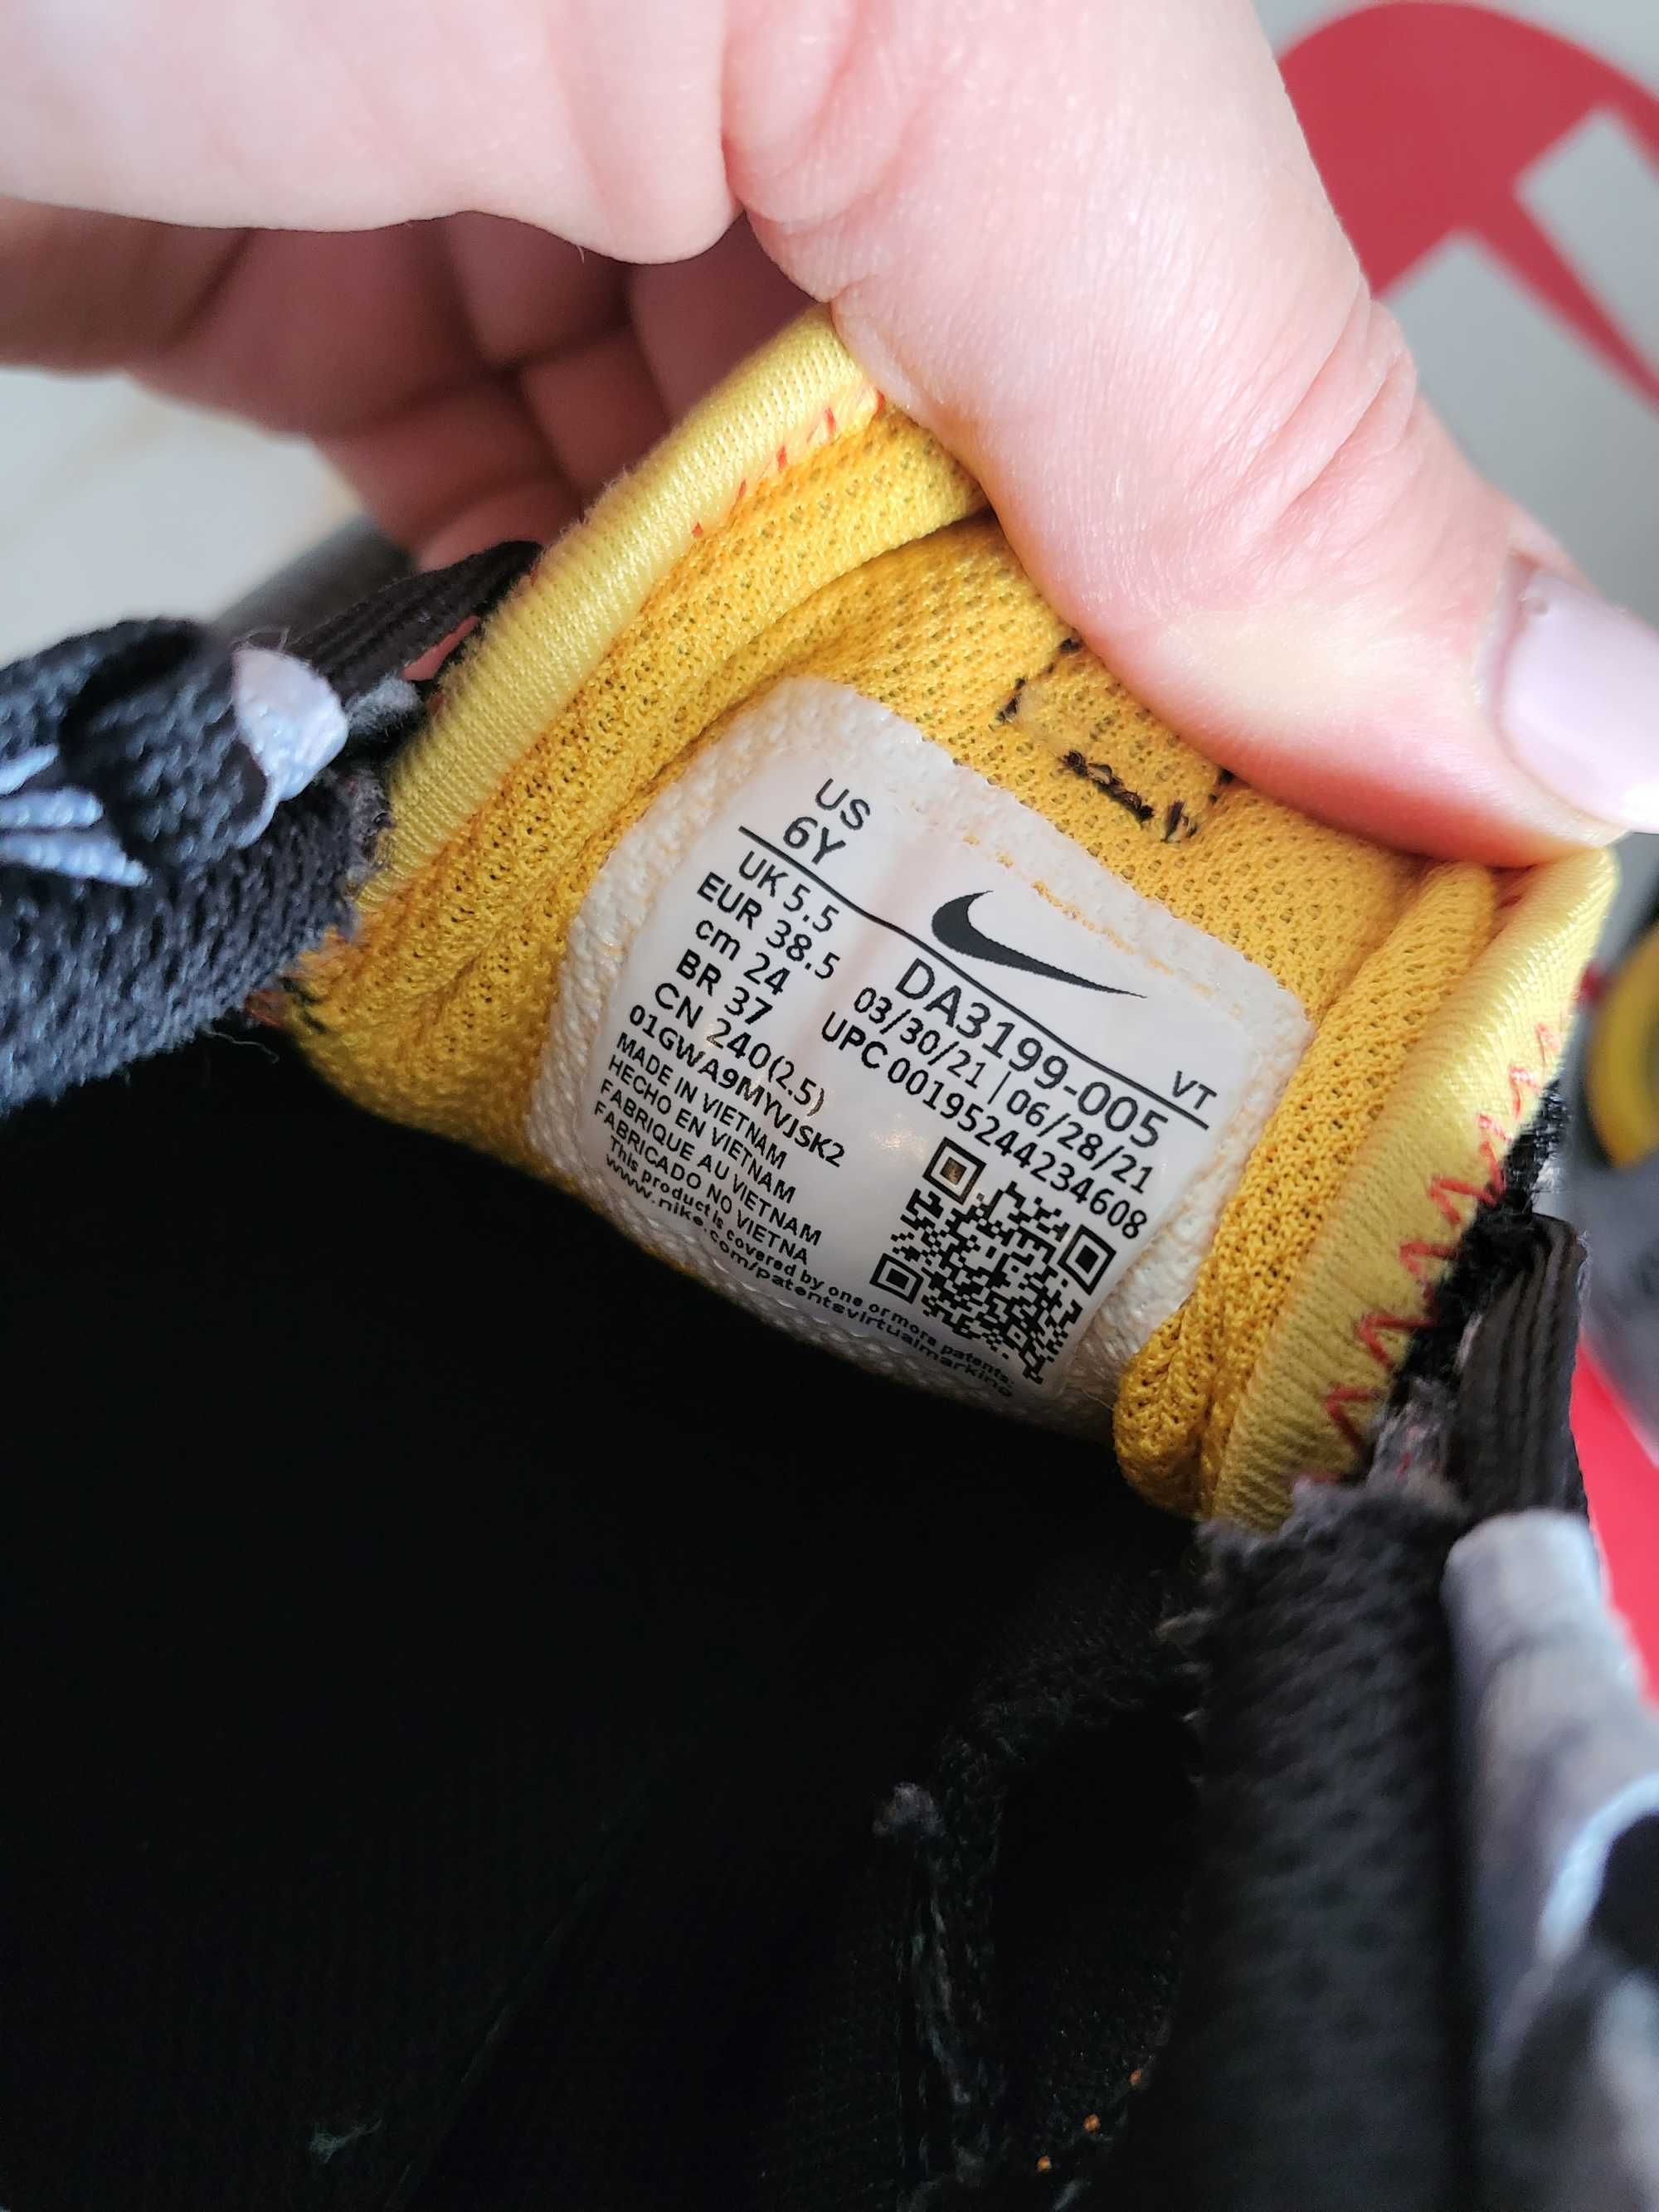 US
6Y
UK 5.5
EUR 38.5
cm 24
BR 37
CN 240(2.5)
01GWA9MYVJSK2
MADE IN VIETNAM
HECHO EN VIETNAM
FABRIQUE AU VIETNAM
FABRICADO NO VIETNA
This product is covered by one or more patents:
www.nike.com/patentsvirtualmarking
VT
DA3199-005
03/30/21 | 06/28/21
UPC 00195244234608